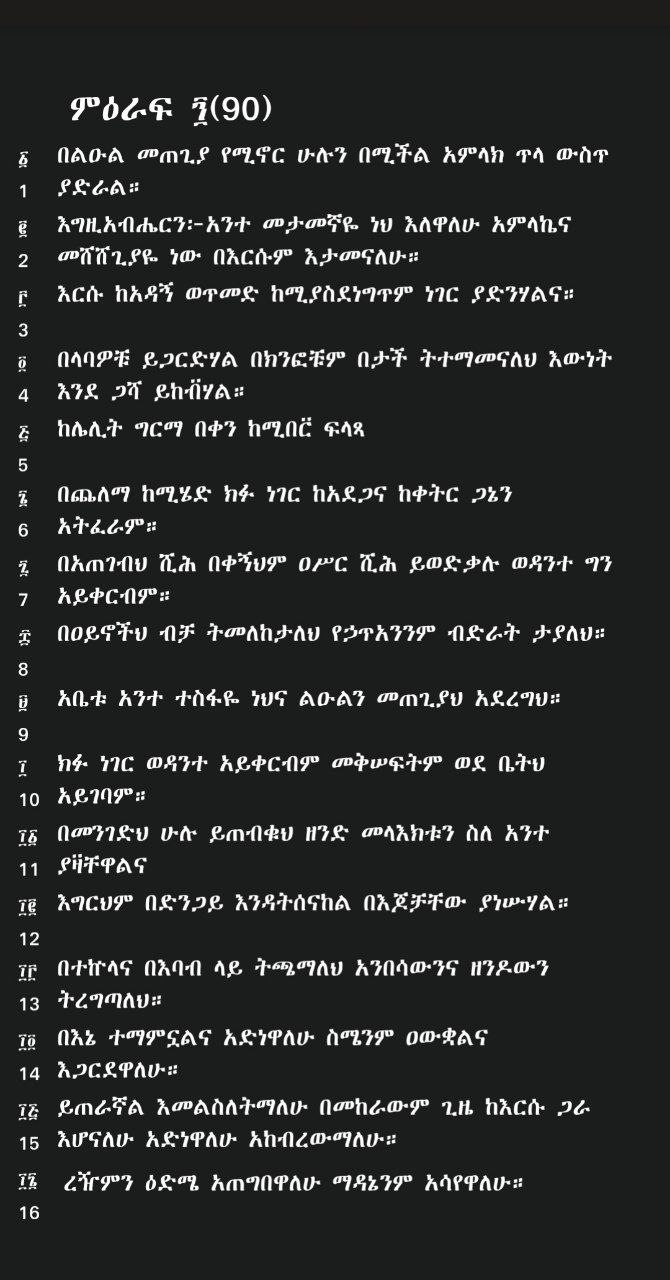 ምዕራፍ ፺(90)
፩ በልዑል መጠጊያ የሚኖር ሁሉን በሚችል አምላክ ጥላ ውስጥ
1 ያድራል።
፪ እግዚአብሔርን፡-አንተ መታመኛዬ ነህ እለዋለሁ አምላኬና
2 መሸሸጊያዬ ነው በእርሱም እታመናለሁ።
፫ እርሱ ከአዳኝ ወጥመድ ከሚያስደነግጥም ነገር ያድንሃልና።
3
፬ በላባዎቹ ይጋርድሃል በክንፎቹም በታች ትተማመናለህ እውነት
4 እንደ ጋሻ ይከብ፟ሃል።
፭ ከሌሊት ግርማ በቀን ከሚበር፟ ፍላጻ
5
፮ በጨለማ ከሚሄድ ክፉ ነገር ከአደጋና ከቀትር ጋኔን
6 አትፈራም።
፯ በአጠገብህ ሺሕ በቀኝህም ዐሥር ሺሕ ይወድቃሉ ወዳንተ ግን
7 አይቀርብም።
፰ በዐይኖችህ ብቻ ትመለከታለህ የኃጥአንንም ብድራት ታያለህ።
8
፱ አቤቱ አንተ ተስፋዬ ነህና ልዑልን መጠጊያህ አደረግህ።
9
፲ ክፉ ነገር ወዳንተ አይቀርብም መቅሠፍትም ወደ ቤትህ
10 አይገባም።
፲፩ በመንገድህ ሁሉ ይጠብቁህ ዘንድ መላእክቱን ስለ አንተ
11 ያዛ፟ቸዋልና
፲፪ እግርህም በድንጋይ እንዳትሰናከል በእጆቻቸው ያነሡሃል።
12
፲፫ በተኵላና በእባብ ላይ ትጫማለህ አንበሳውንና ዘንዶውን
13 ትረግጣለህ።
፲፬ በእኔ ተማምኗልና አድነዋለሁ ስሜንም ዐውቋልና
14 እጋርደዋለሁ።
፲፭ ይጠራኛል እመልስለትማለሁ በመከራውም ጊዜ ከእርሱ ጋራ
15 እሆናለሁ አድነዋለሁ አከብረውማለሁ።
፲፮ ረዥምን ዕድሜ አጠግበዋለሁ ማዳኔንም አሳየዋለሁ።
16